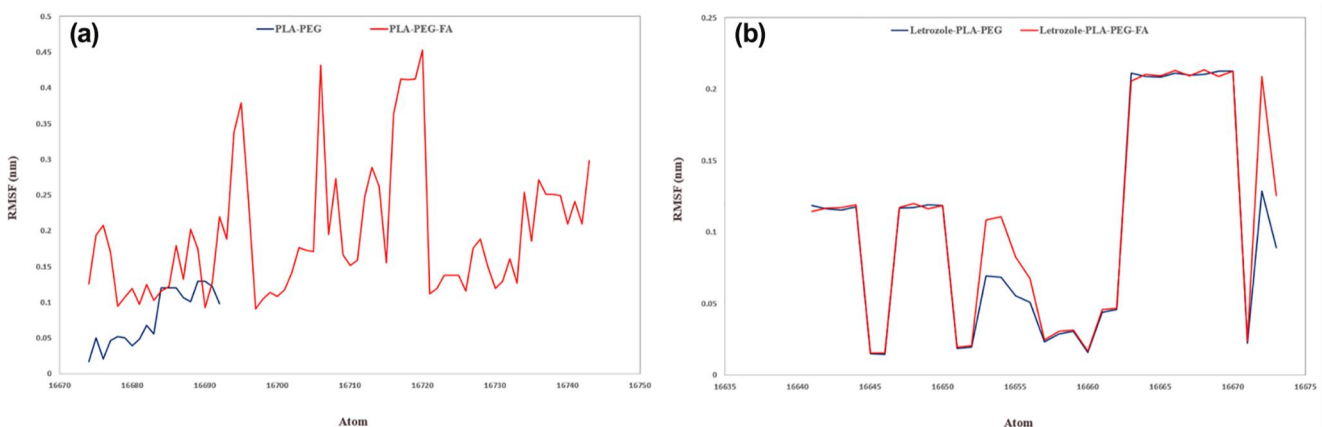 (a)
PLA-PEG PLA-PEG-FA
RMSF (nm)
0.5
0.45
0.4
0.35
0.3
0.25
0.2
0.15
0.1
0.05
0
16670 16680 16690 16700 16710 16720 16730 16740 16750
Atom
(b)
Letrozole-PLA-PEG Letrozole-PLA-PEG-FA
RMSF (nm)
0.25
0.2
0.15
0.1
0.05
0
16635 16640 16645 16650 16655 16660 16665 16670 16675
Atom